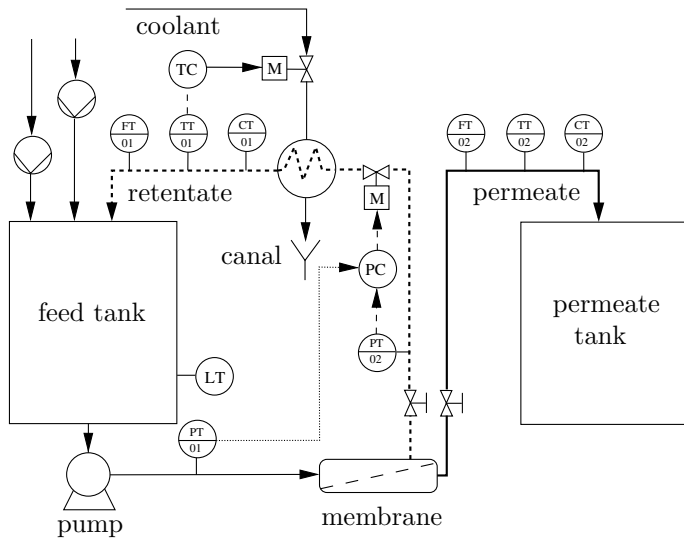 coolant
TC
M
FT
01
TT
01
CT
01
FT
02
TT
02
CT
02
retentate
M
permeate
canal
PC
feed tank
permeate
tank
PT
02
LT
PT
01
pump
membrane